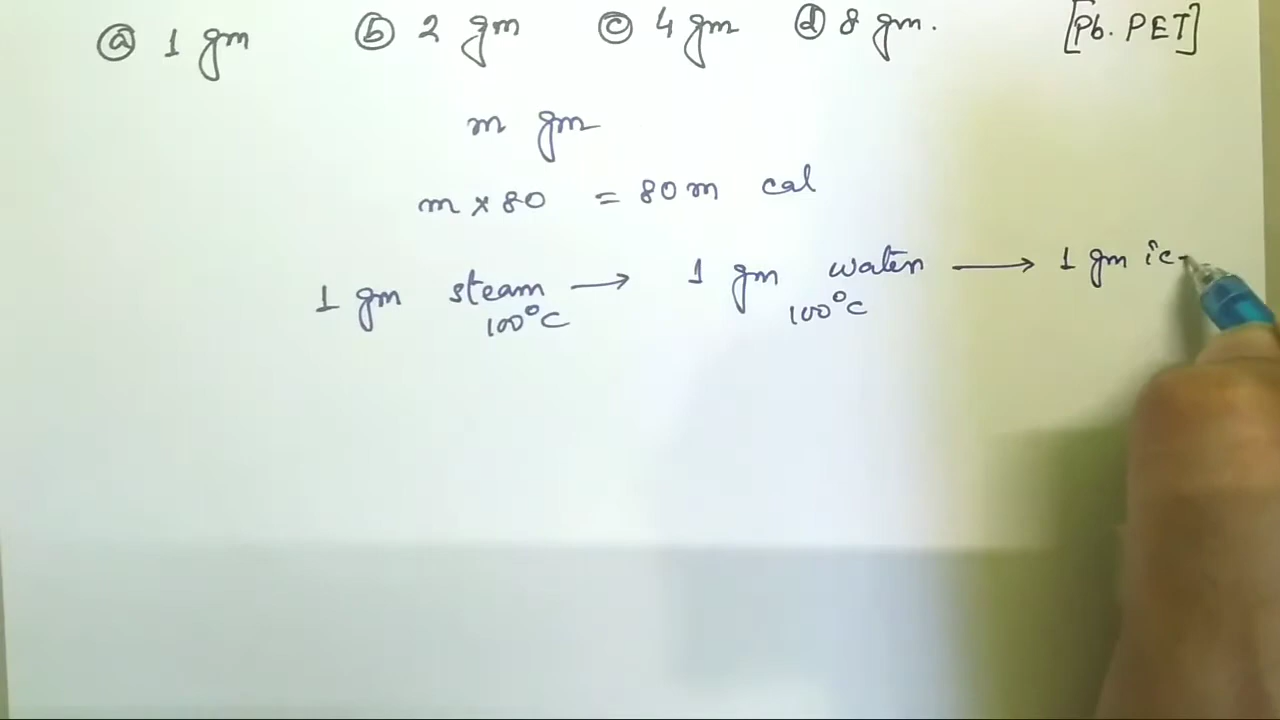 ⓐ 1 gm ⓑ 2 gm ⓒ 4 gm ⓓ 8 gm. [Pb. PET]
m gm
m × 80 = 80 m cal
1 gm steam → 1 gm water → 1 gm ic
100°C 100°C